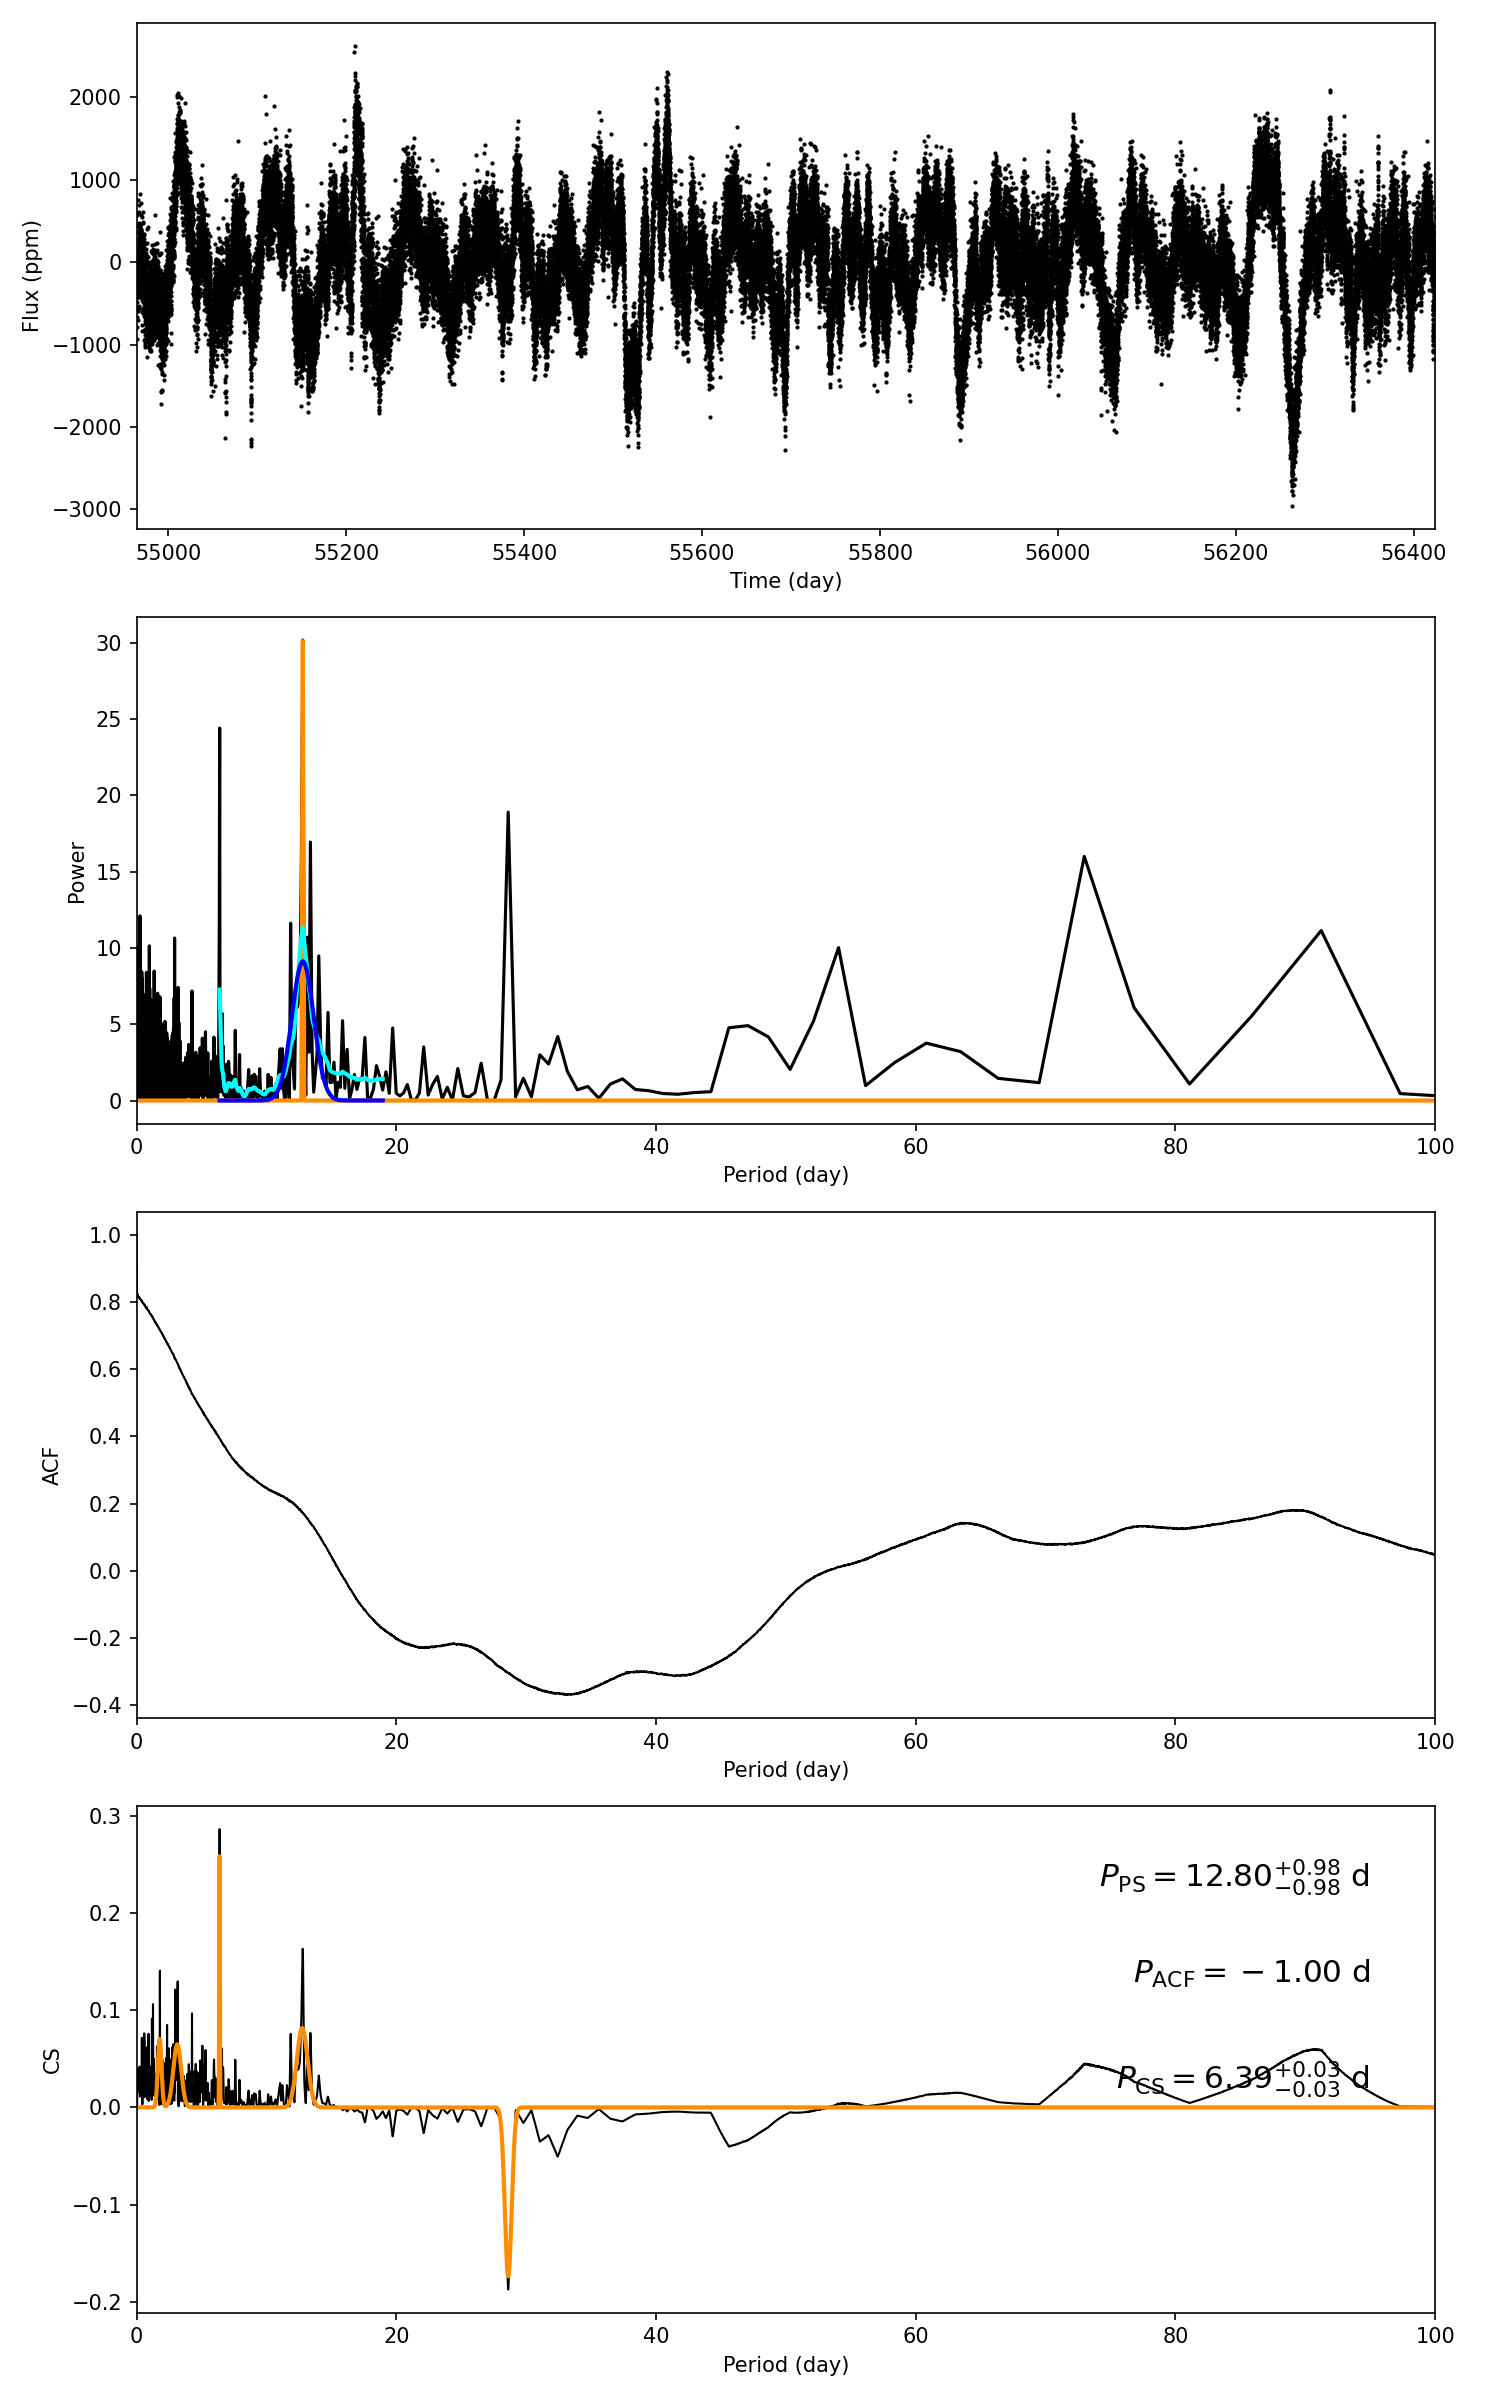 2000
1000
0
−1000
−2000
−3000
Flux (ppm)
55000 55200 55400 55600 55800 56000 56200 56400
Time (day)
30
25
20
15
10
5
0
Power
0 20 40 60 80 100
Period (day)
1.0
0.8
0.6
0.4
0.2
0.0
−0.2
−0.4
ACF
0 20 40 60 80 100
Period (day)
0.3
0.2
0.1
0.0
−0.1
−0.2
CS
P_PS = 12.80 +0.98 −0.98 d
P_ACF = −1.00 d
P_CS = 6.39 +0.03 −0.03 d
0 20 40 60 80 100
Period (day)